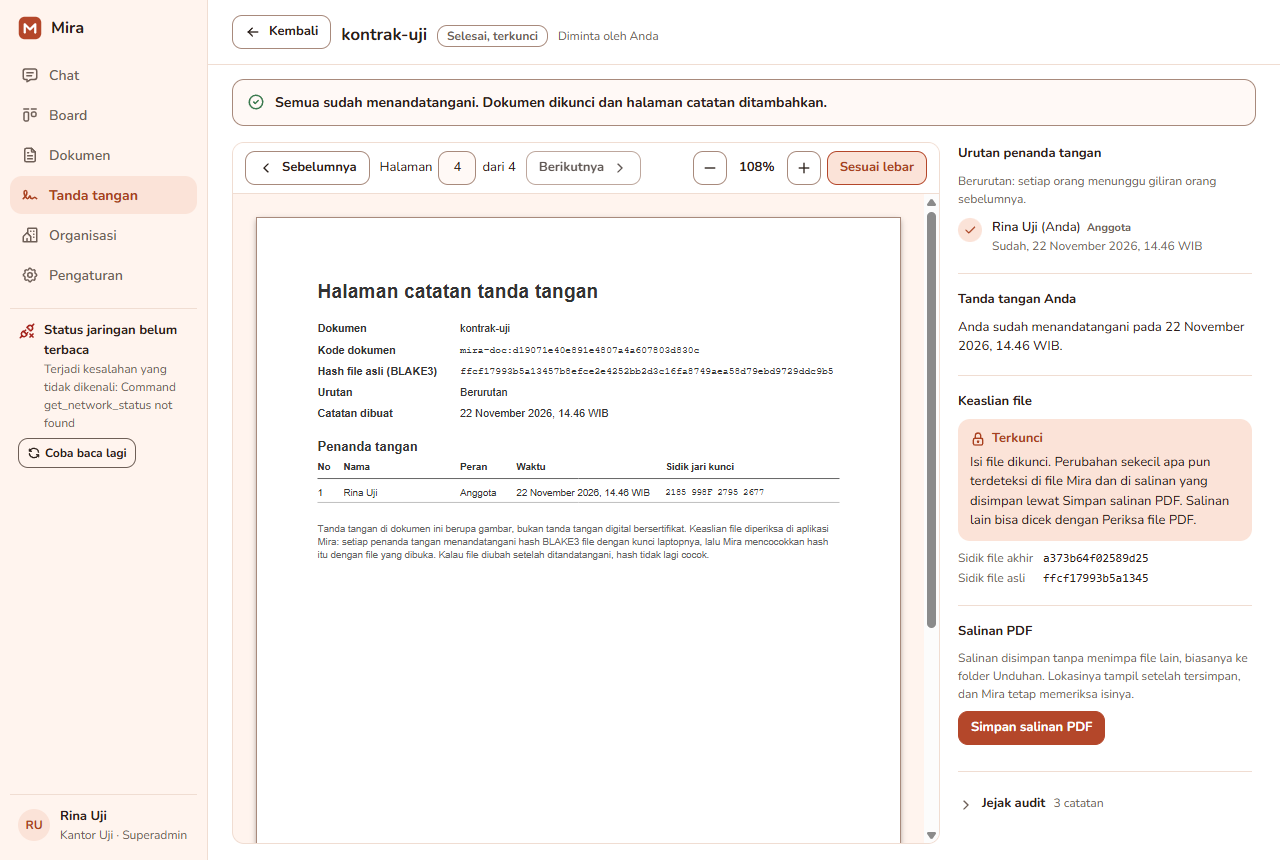 Mira
Chat
Board
Dokumen
Tanda tangan
Organisasi
Pengaturan
Status jaringan belum
terbaca
Terjadi kesalahan yang
tidak dikenali: Command
get_network_status not
found
Coba baca lagi
RU
Rina Uji
Kantor Uji · Superadmin
Kembali
kontrak-uji
Selesai, terkunci
Diminta oleh Anda
Semua sudah menandatangani. Dokumen dikunci dan halaman catatan ditambahkan.
Sebelumnya
Halaman
4
dari 4
Berikutnya
108%
Sesuai lebar
Halaman catatan tanda tangan
Dokumen kontrak-uji
Kode dokumen mira-doc:d19071e40e891e4807a4a607803d830c
Hash file asli (BLAKE3) ffcf17993b5a13457b8efce2e4252bb2d3c16fa8749aea58d79ebd9729ddc9b5
Urutan Berurutan
Catatan dibuat 22 November 2026, 14.46 WIB
Penanda tangan
No Nama Peran Waktu Sidik jari kunci
1 Rina Uji Anggota 22 November 2026, 14.46 WIB 2185 998F 2795 2677
Tanda tangan di dokumen ini berupa gambar, bukan tanda tangan digital bersertifikat. Keaslian file diperiksa di aplikasi
Mira: setiap penanda tangan menandatangani hash BLAKE3 file dengan kunci laptopnya, lalu Mira mencocokkan hash
itu dengan file yang dibuka. Kalau file diubah setelah ditandatangani, hash tidak lagi cocok.
Urutan penanda tangan
Berurutan: setiap orang menunggu giliran orang
sebelumnya.
Rina Uji (Anda) Anggota
Sudah, 22 November 2026, 14.46 WIB
Tanda tangan Anda
Anda sudah menandatangani pada 22 November
2026, 14.46 WIB.
Keaslian file
Terkunci
Isi file dikunci. Perubahan sekecil apa pun
terdeteksi di file Mira dan di salinan yang
disimpan lewat Simpan salinan PDF. Salinan
lain bisa dicek dengan Periksa file PDF.
Sidik file akhir a373b64f02589d25
Sidik file asli ffcf17993b5a1345
Salinan PDF
Salinan disimpan tanpa menimpa file lain, biasanya ke
folder Unduhan. Lokasinya tampil setelah tersimpan,
dan Mira tetap memeriksa isinya.
Simpan salinan PDF
Jejak audit 3 catatan